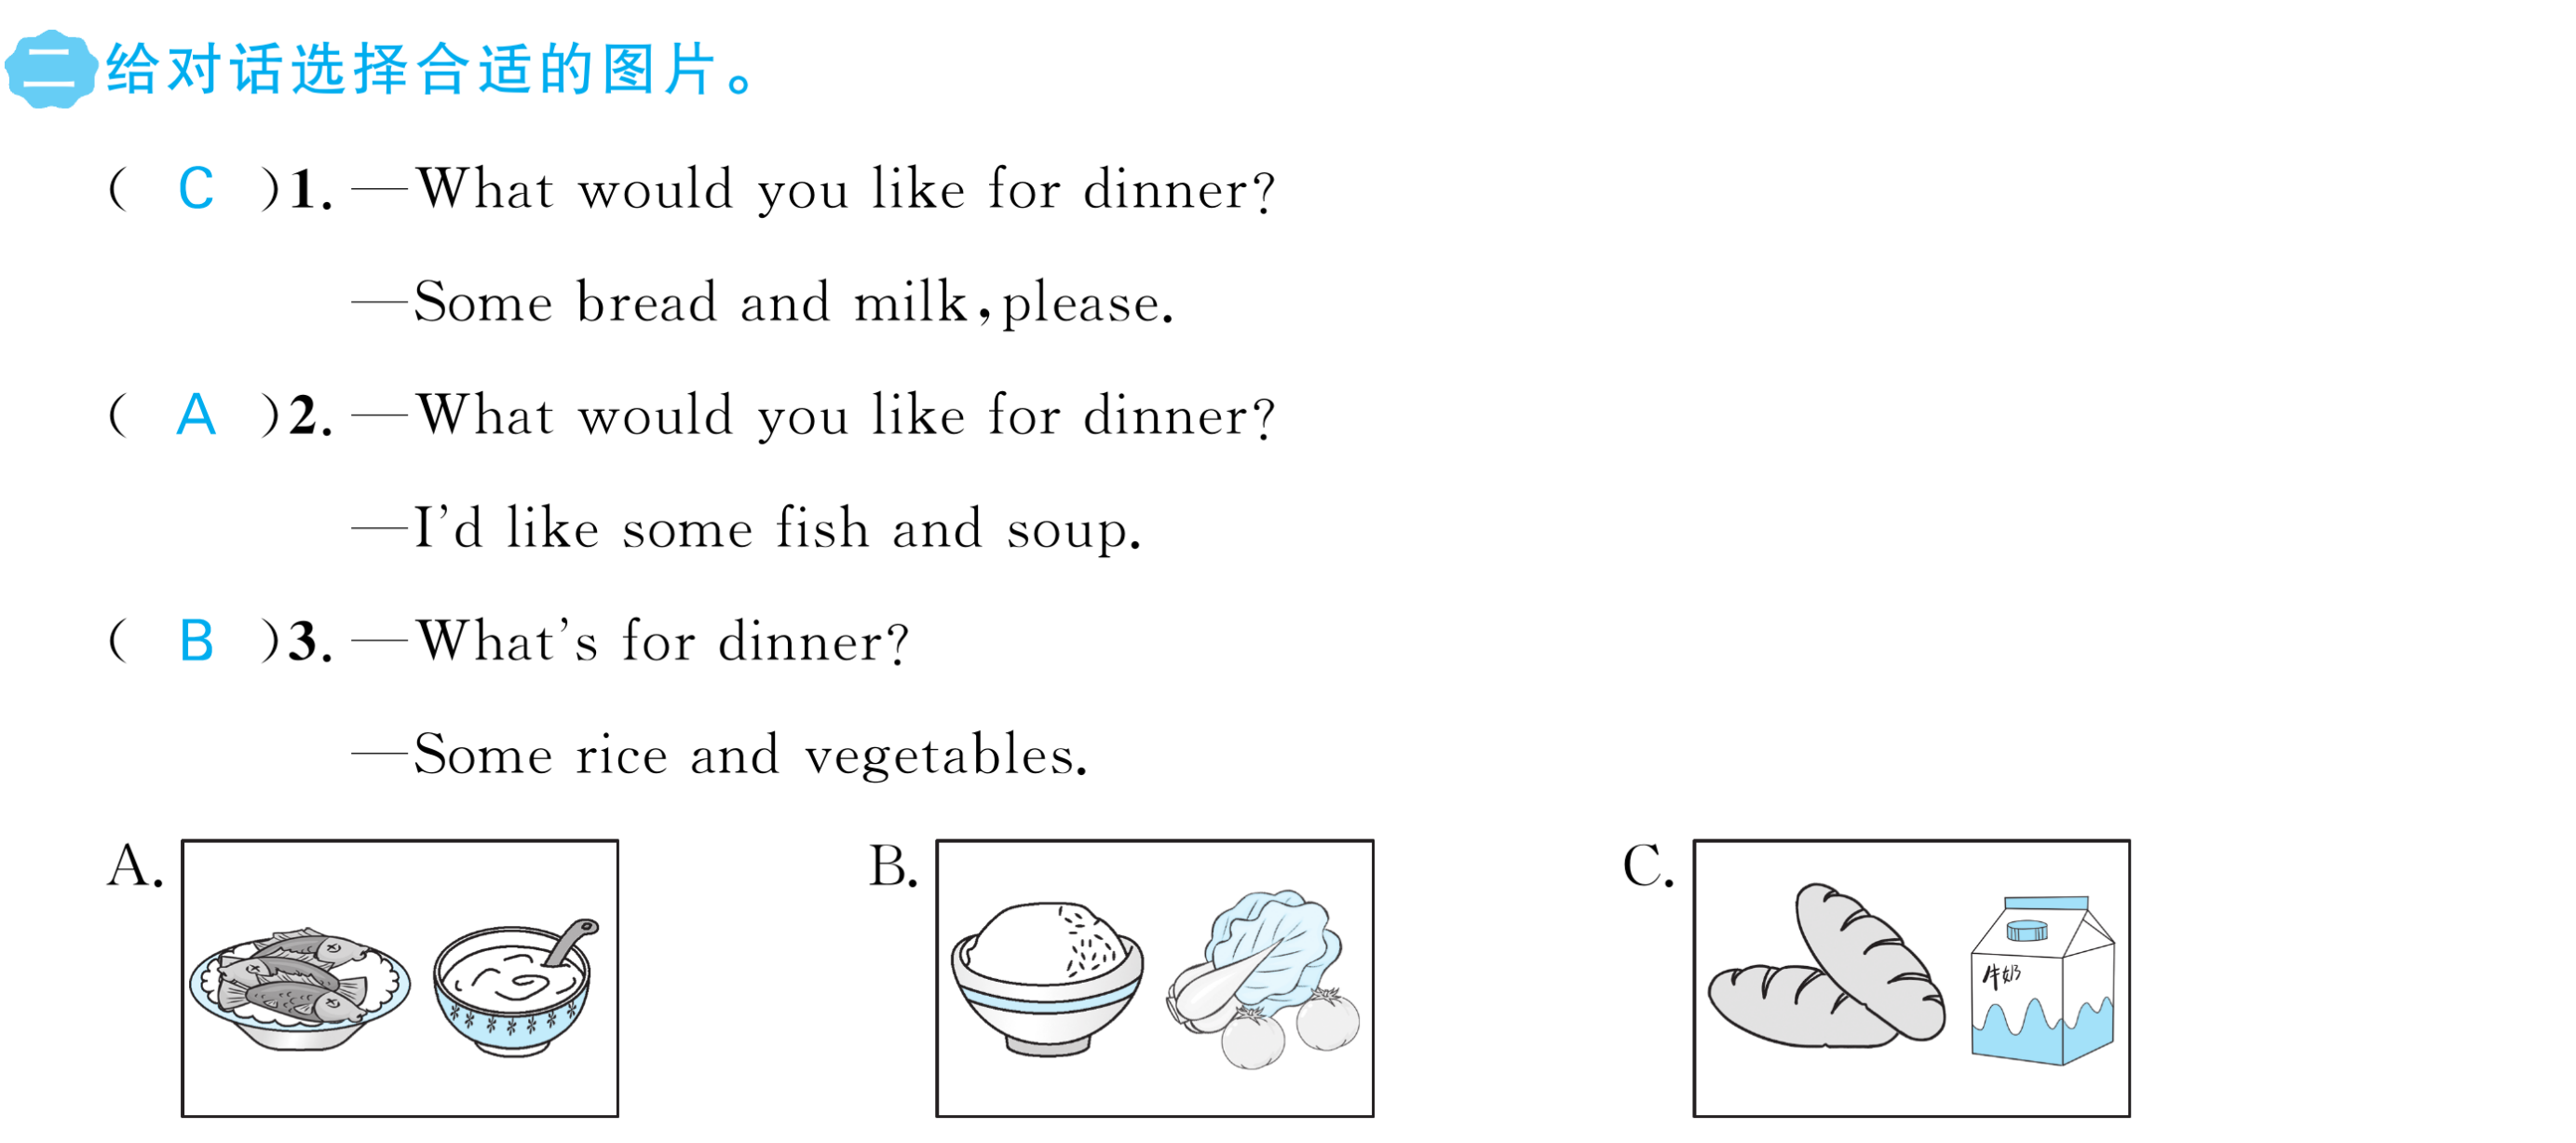 二 给对话选择合适的图片。
( C )1. —What would you like for dinner?
—Some bread and milk,please.
( A )2. —What would you like for dinner?
—I'd like some fish and soup.
( B )3. —What's for dinner?
—Some rice and vegetables.
A. B. C.
牛奶